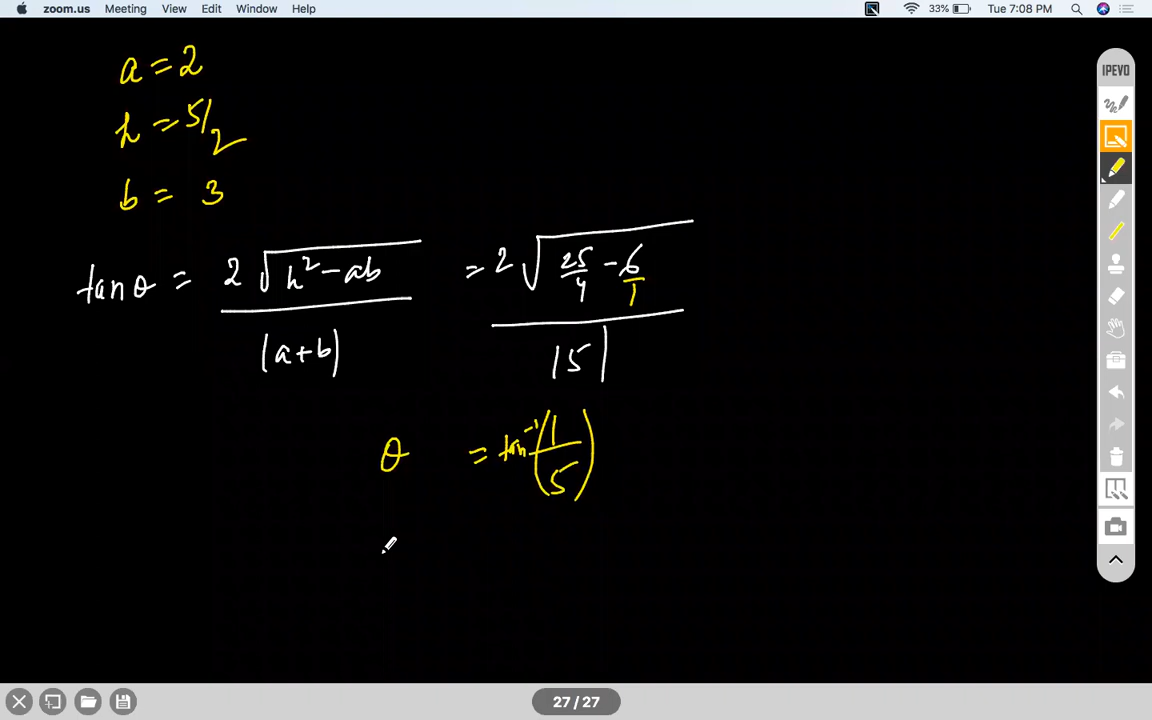 zoom.us Meeting View Edit Window Help 33% Tue 7:08 PM
IPEVO
a = 2
h = 5/2
b = 3
tanθ = 2√(h² - ab) / |a+b| = 2√(25/4 - 6/1) / |5|
θ = tan⁻¹(1/5)
27 / 27